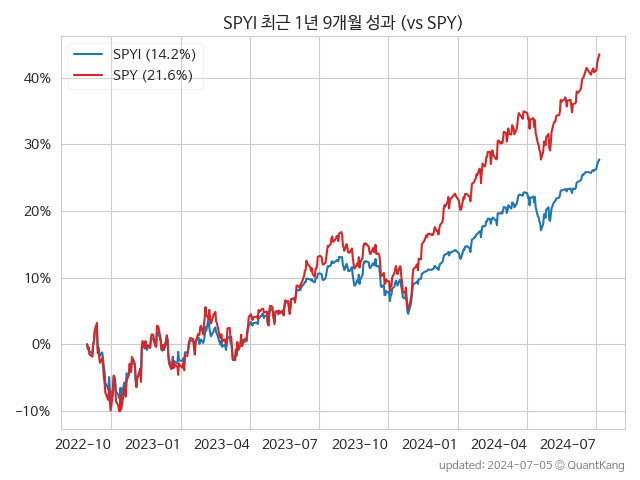 SPYI 최근 1년 9개월 성과 (vs SPY)
SPYI (14.2%)
SPY (21.6%)
40%
30%
20%
10%
0%
−10%
2022-10 2023-01 2023-04 2023-07 2023-10 2024-01 2024-04 2024-07
updated: 2024-07-05 © QuantKang